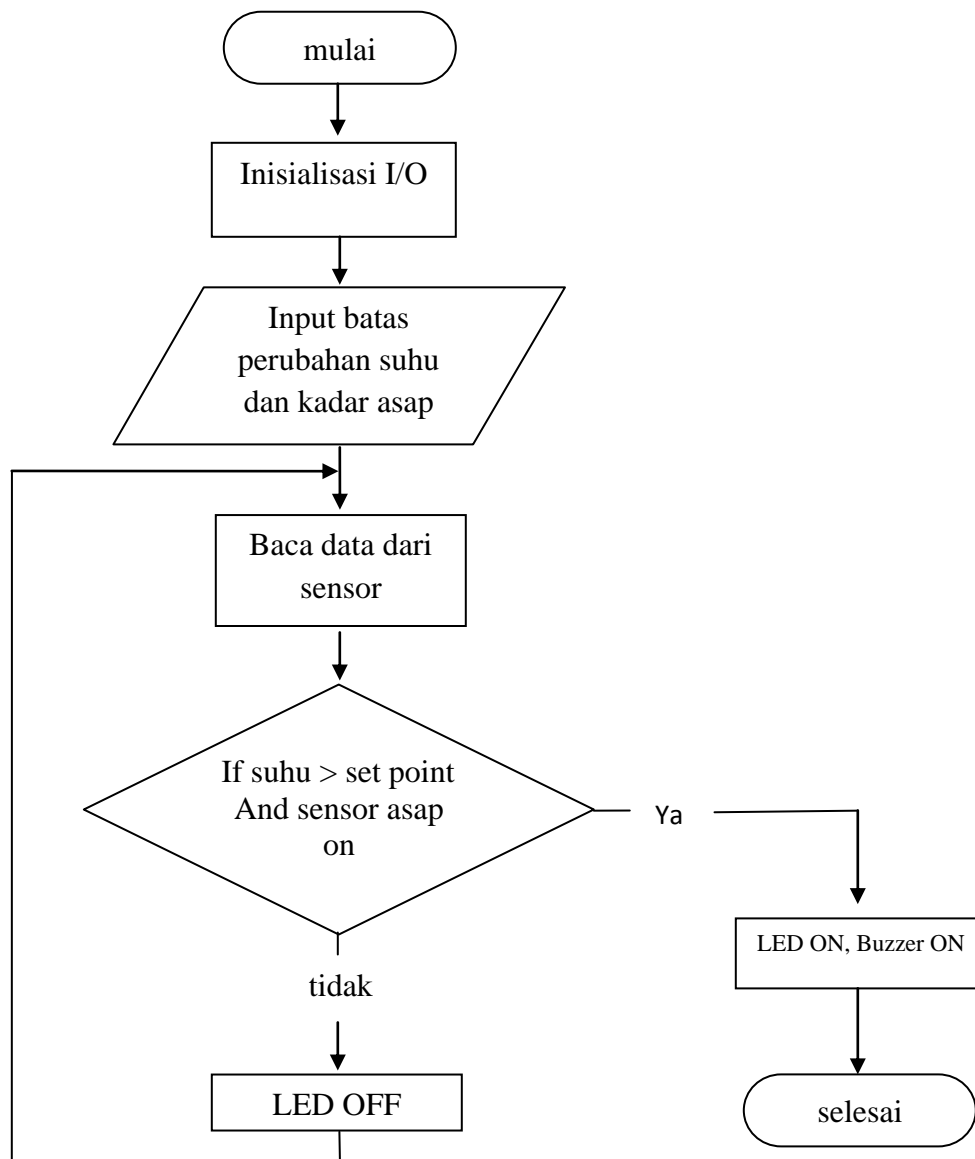 mulai
Inisialisasi I/O
Input batas
perubahan suhu
dan kadar asap
Baca data dari
sensor
If suhu > set point
And sensor asap
on
Ya
LED ON, Buzzer ON
tidak
LED OFF
selesai